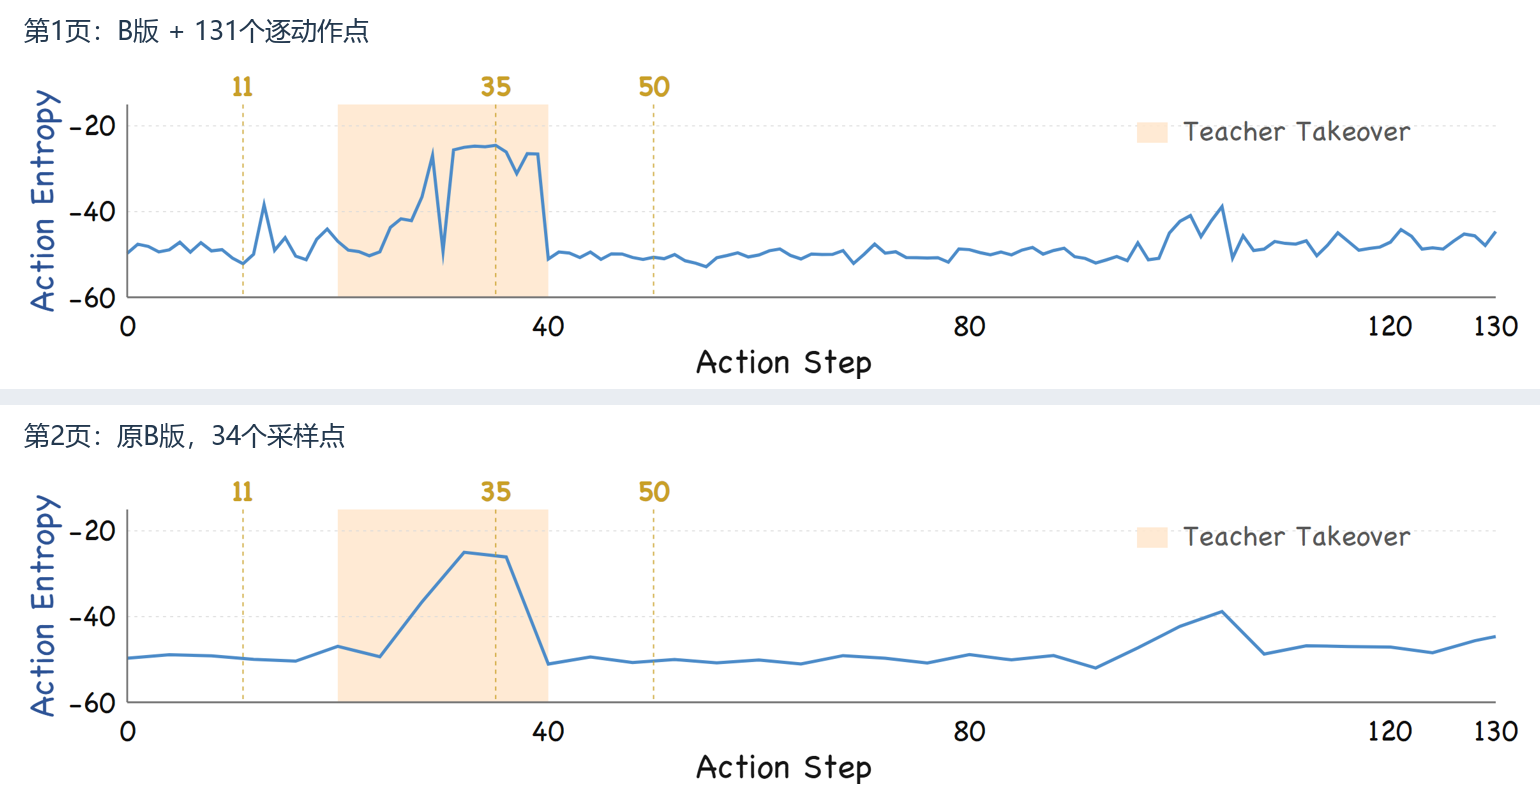 第1页：B版 + 131个逐动作点
11 35 50
Action Entropy
-20
Teacher Takeover
-40
-60
0 40 80 120 130
Action Step
第2页：原B版，34个采样点
11 35 50
Action Entropy
-20
Teacher Takeover
-40
-60
0 40 80 120 130
Action Step